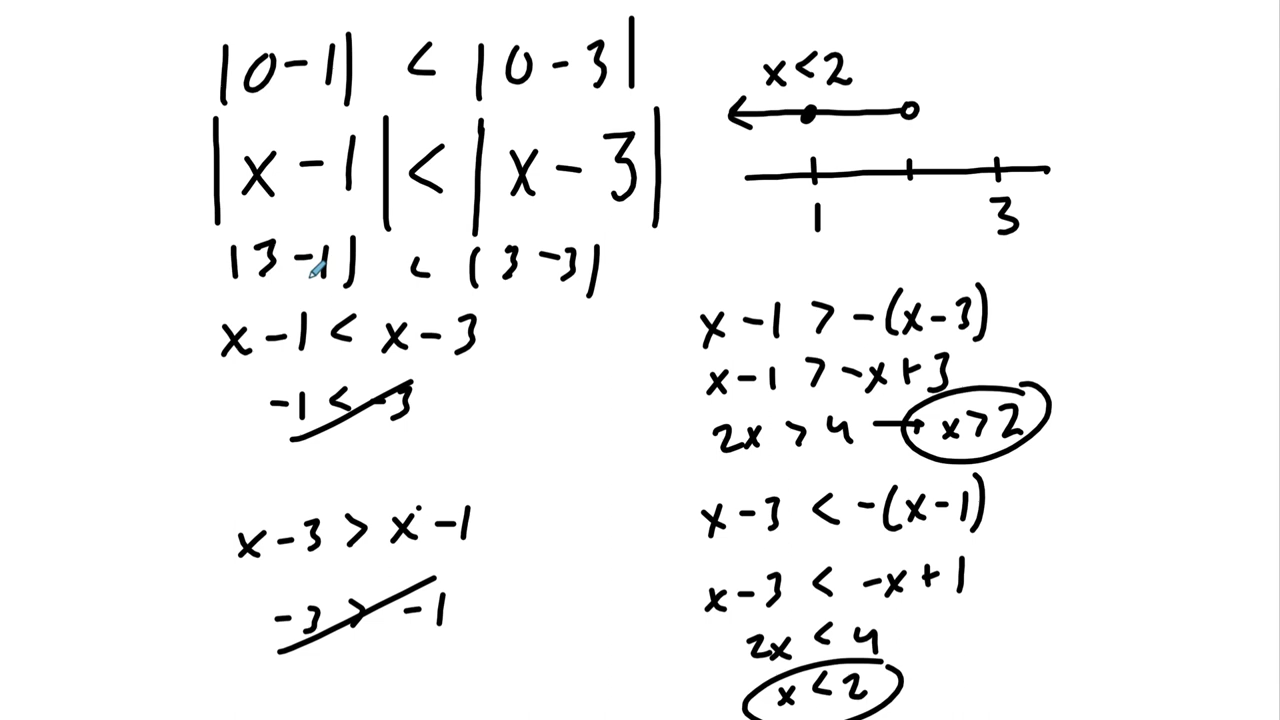 |0-1| < |0-3|
|x-1| < |x-3|
|3-1| < |3-3|
x-1 < x-3
-1 < -3
x-3 > x-1
-3 > -1
x<2
1 3
x-1 > -(x-3)
x-1 > -x+3
2x > 4 → x>2
x-3 < -(x-1)
x-3 < -x+1
2x < 4
x<2